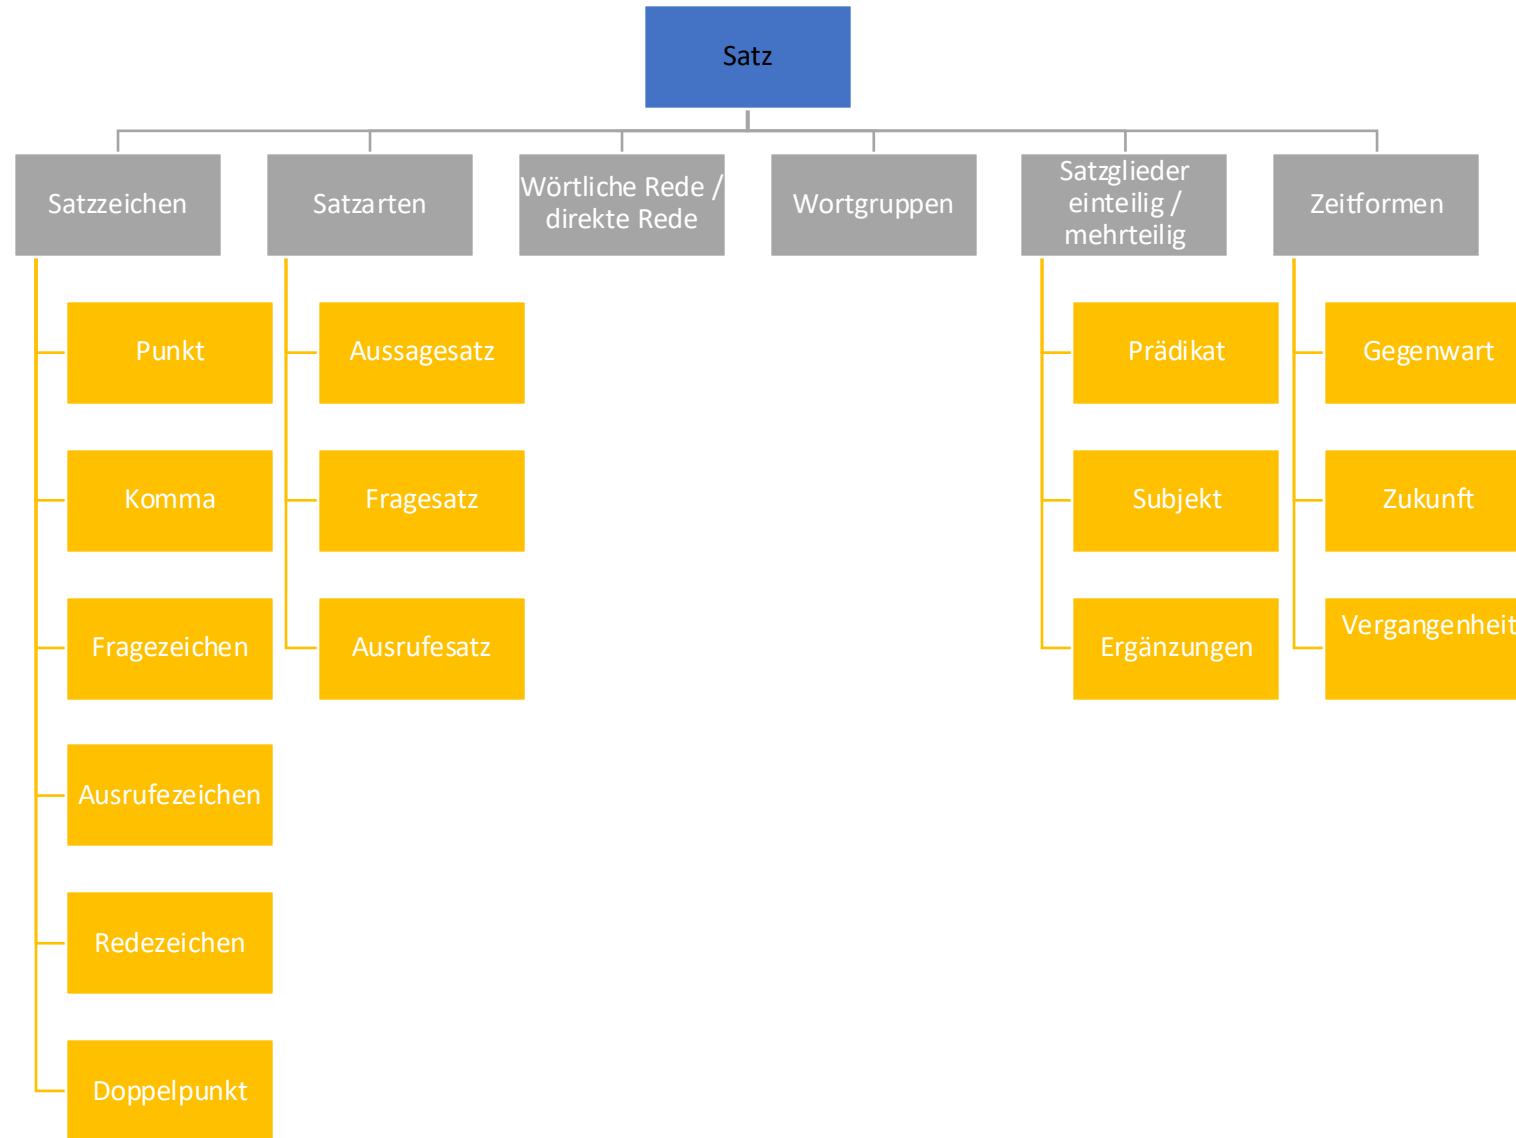 Satz
Satzzeichen
Satzarten
Wörtliche Rede /
direkte Rede
Wortgruppen
Satzglieder
einteilig /
mehrteilig
Zeitformen
Punkt
Komma
Fragezeichen
Ausrufezeichen
Redezeichen
Doppelpunkt
Aussagesatz
Fragesatz
Ausrufesatz
Prädikat
Subjekt
Ergänzungen
Gegenwart
Zukunft
Vergangenheit